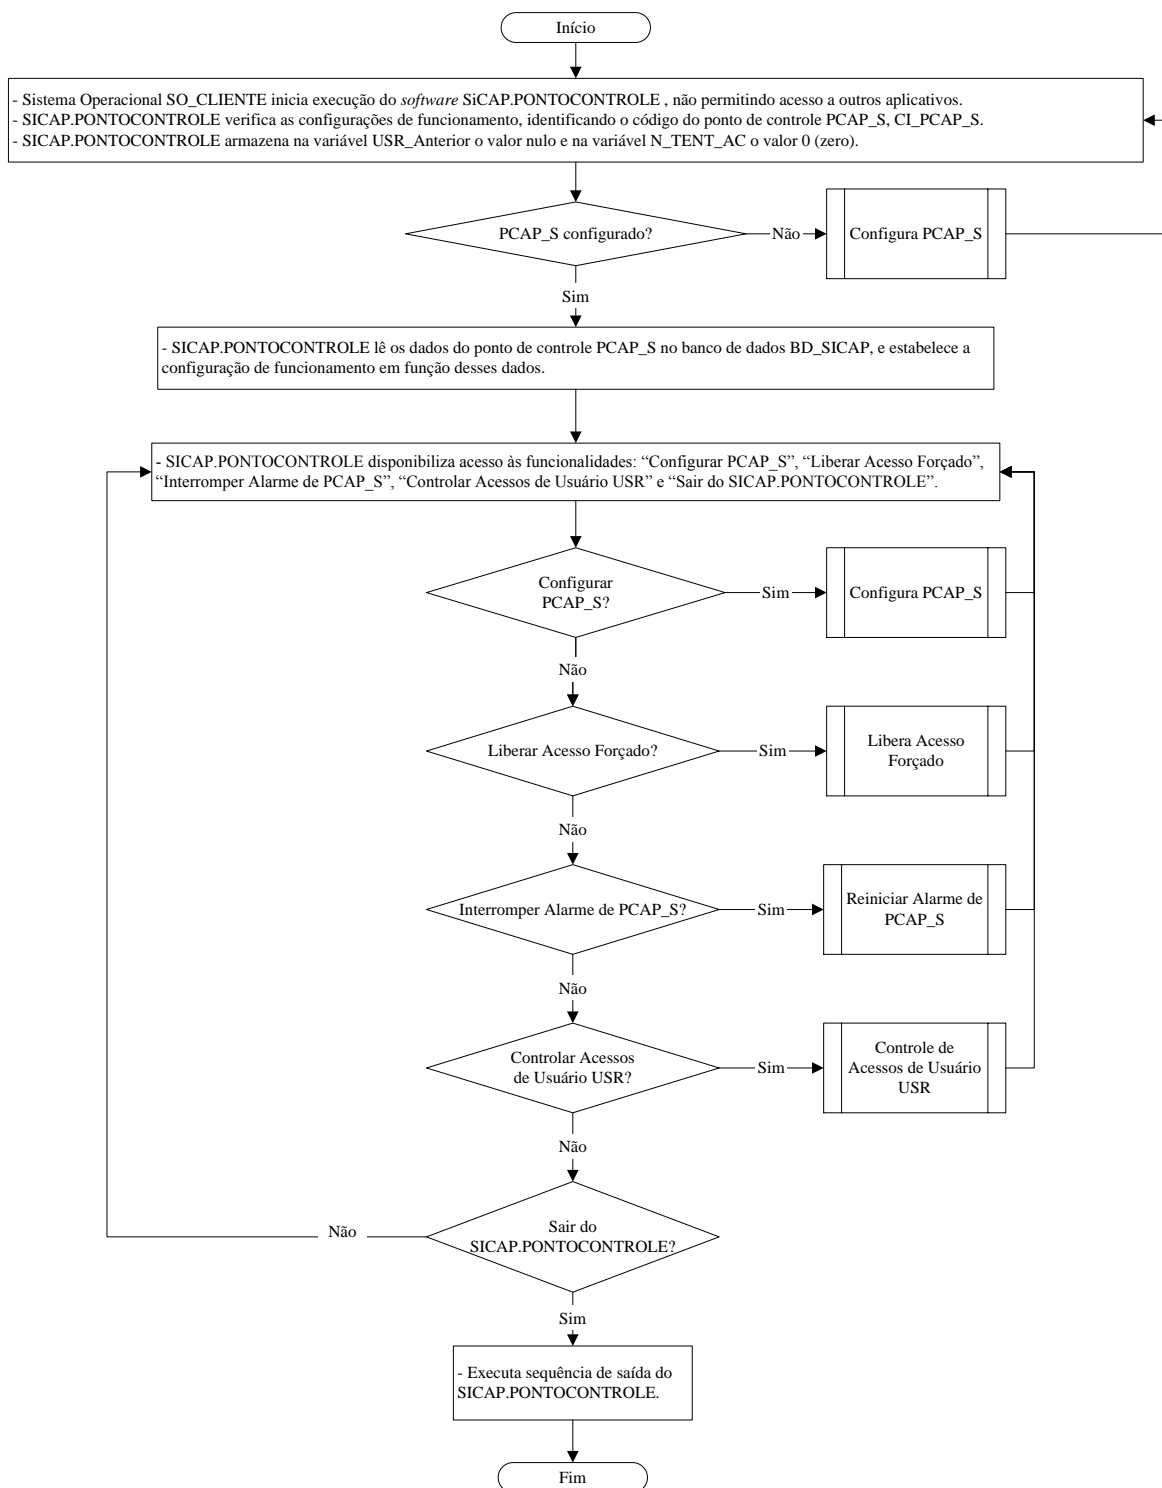 Início
- Sistema Operacional SO_CLIENTE inicia execução do software SiCAP.PONTOCONTROLE , não permitindo acesso a outros aplicativos.
- SICAP.PONTOCONTROLE verifica as configurações de funcionamento, identificando o código do ponto de controle PCAP_S, CI_PCAP_S.
- SICAP.PONTOCONTROLE armazena na variável USR_Anterior o valor nulo e na variável N_TENT_AC o valor 0 (zero).
PCAP_S configurado?
Não
Configura PCAP_S
Sim
- SICAP.PONTOCONTROLE lê os dados do ponto de controle PCAP_S no banco de dados BD_SICAP, e estabelece a
configuração de funcionamento em função desses dados.
- SICAP.PONTOCONTROLE disponibiliza acesso às funcionalidades: “Configurar PCAP_S”, “Liberar Acesso Forçado”,
“Interromper Alarme de PCAP_S”, “Controlar Acessos de Usuário USR” e “Sair do SICAP.PONTOCONTROLE”.
Configurar
PCAP_S?
Sim
Configura PCAP_S
Não
Liberar Acesso Forçado?
Sim
Libera Acesso
Forçado
Não
Interromper Alarme de PCAP_S?
Sim
Reiniciar Alarme de
PCAP_S
Não
Controlar Acessos
de Usuário USR?
Sim
Controle de
Acessos de Usuário
USR
Não
Sair do
SICAP.PONTOCONTROLE?
Não
Sim
- Executa sequência de saída do
SICAP.PONTOCONTROLE.
Fim